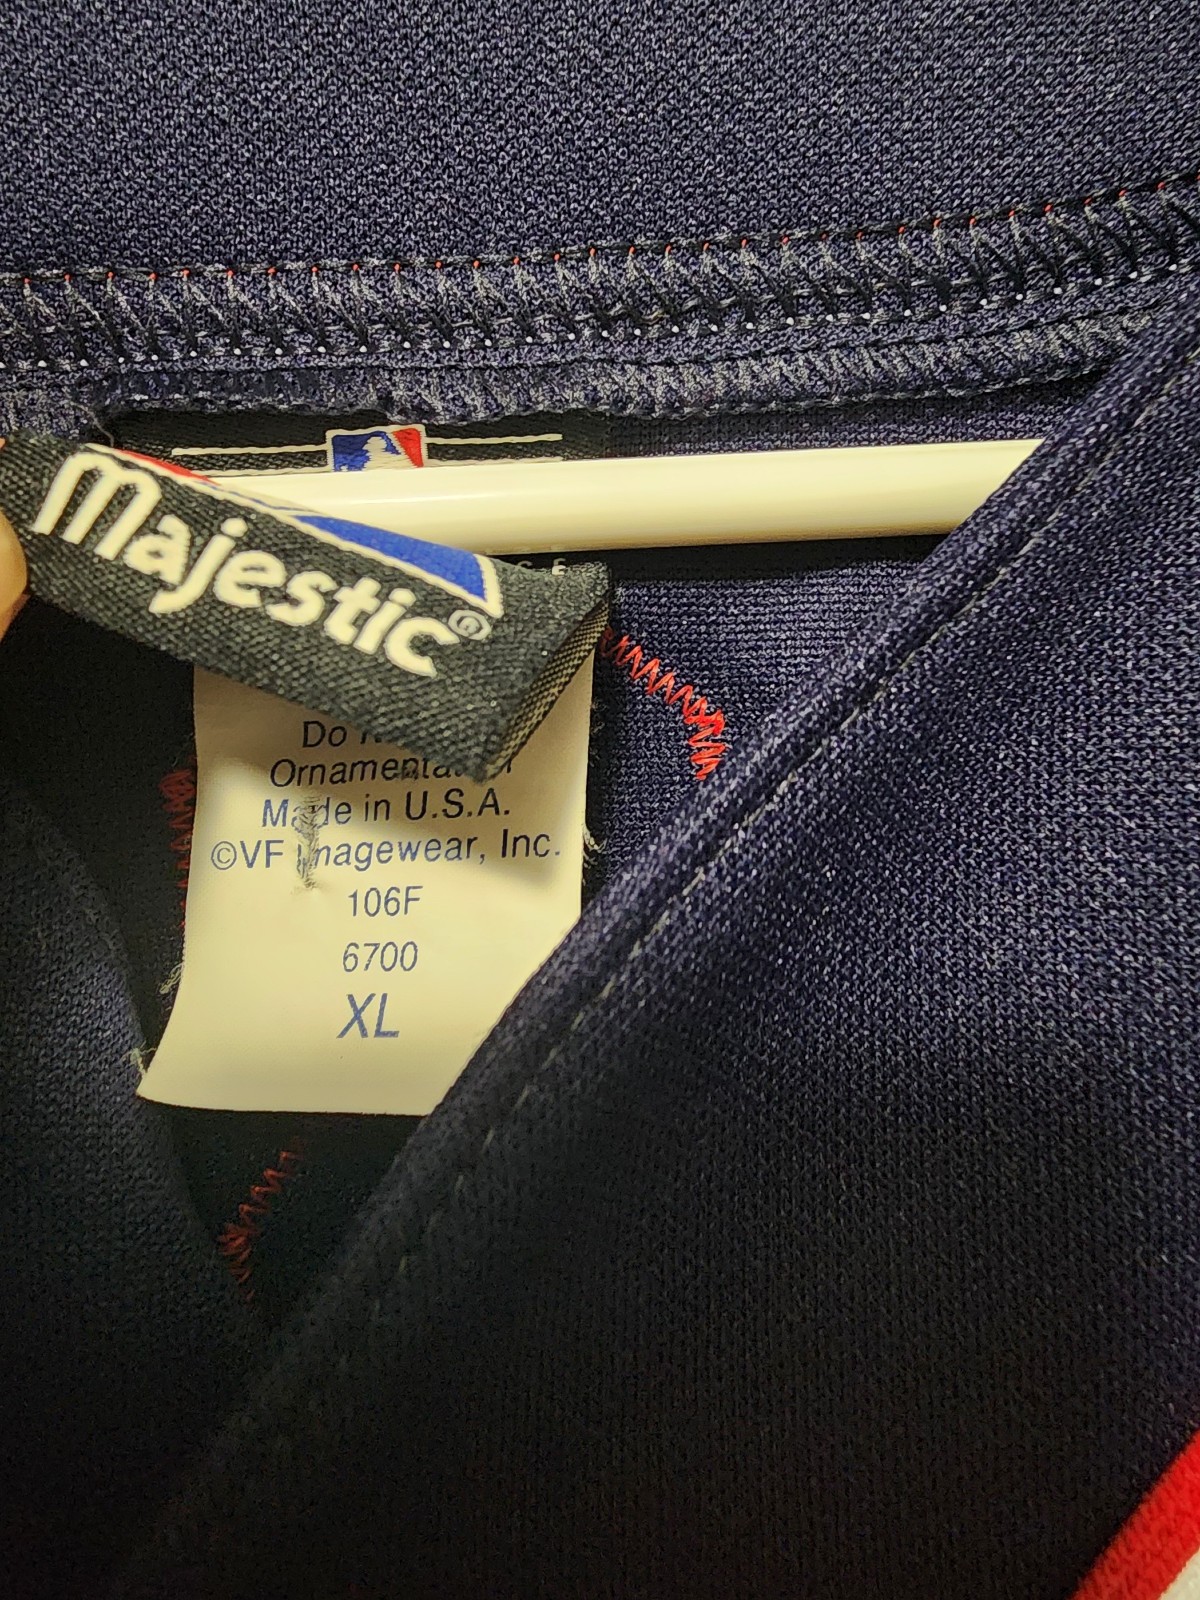 Majestic®
Do
Made in U.S.A.
©VF Imagewear, Inc.
106F
6700
XL